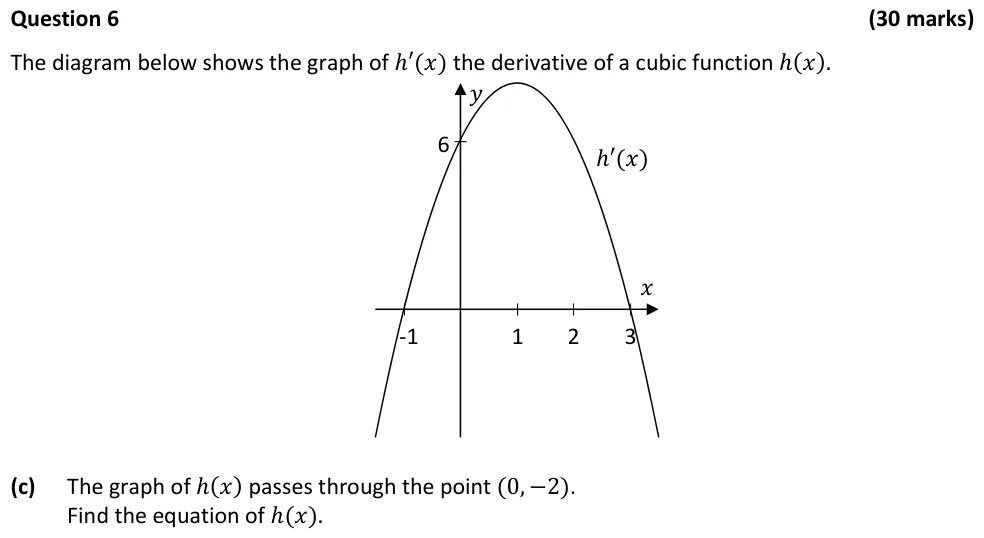 Question 6 (30 marks)
The diagram below shows the graph of h′(x) the derivative of a cubic function h(x).
y
6
h′(x)
x
-1 1 2 3
(c) The graph of h(x) passes through the point (0, −2).
Find the equation of h(x).